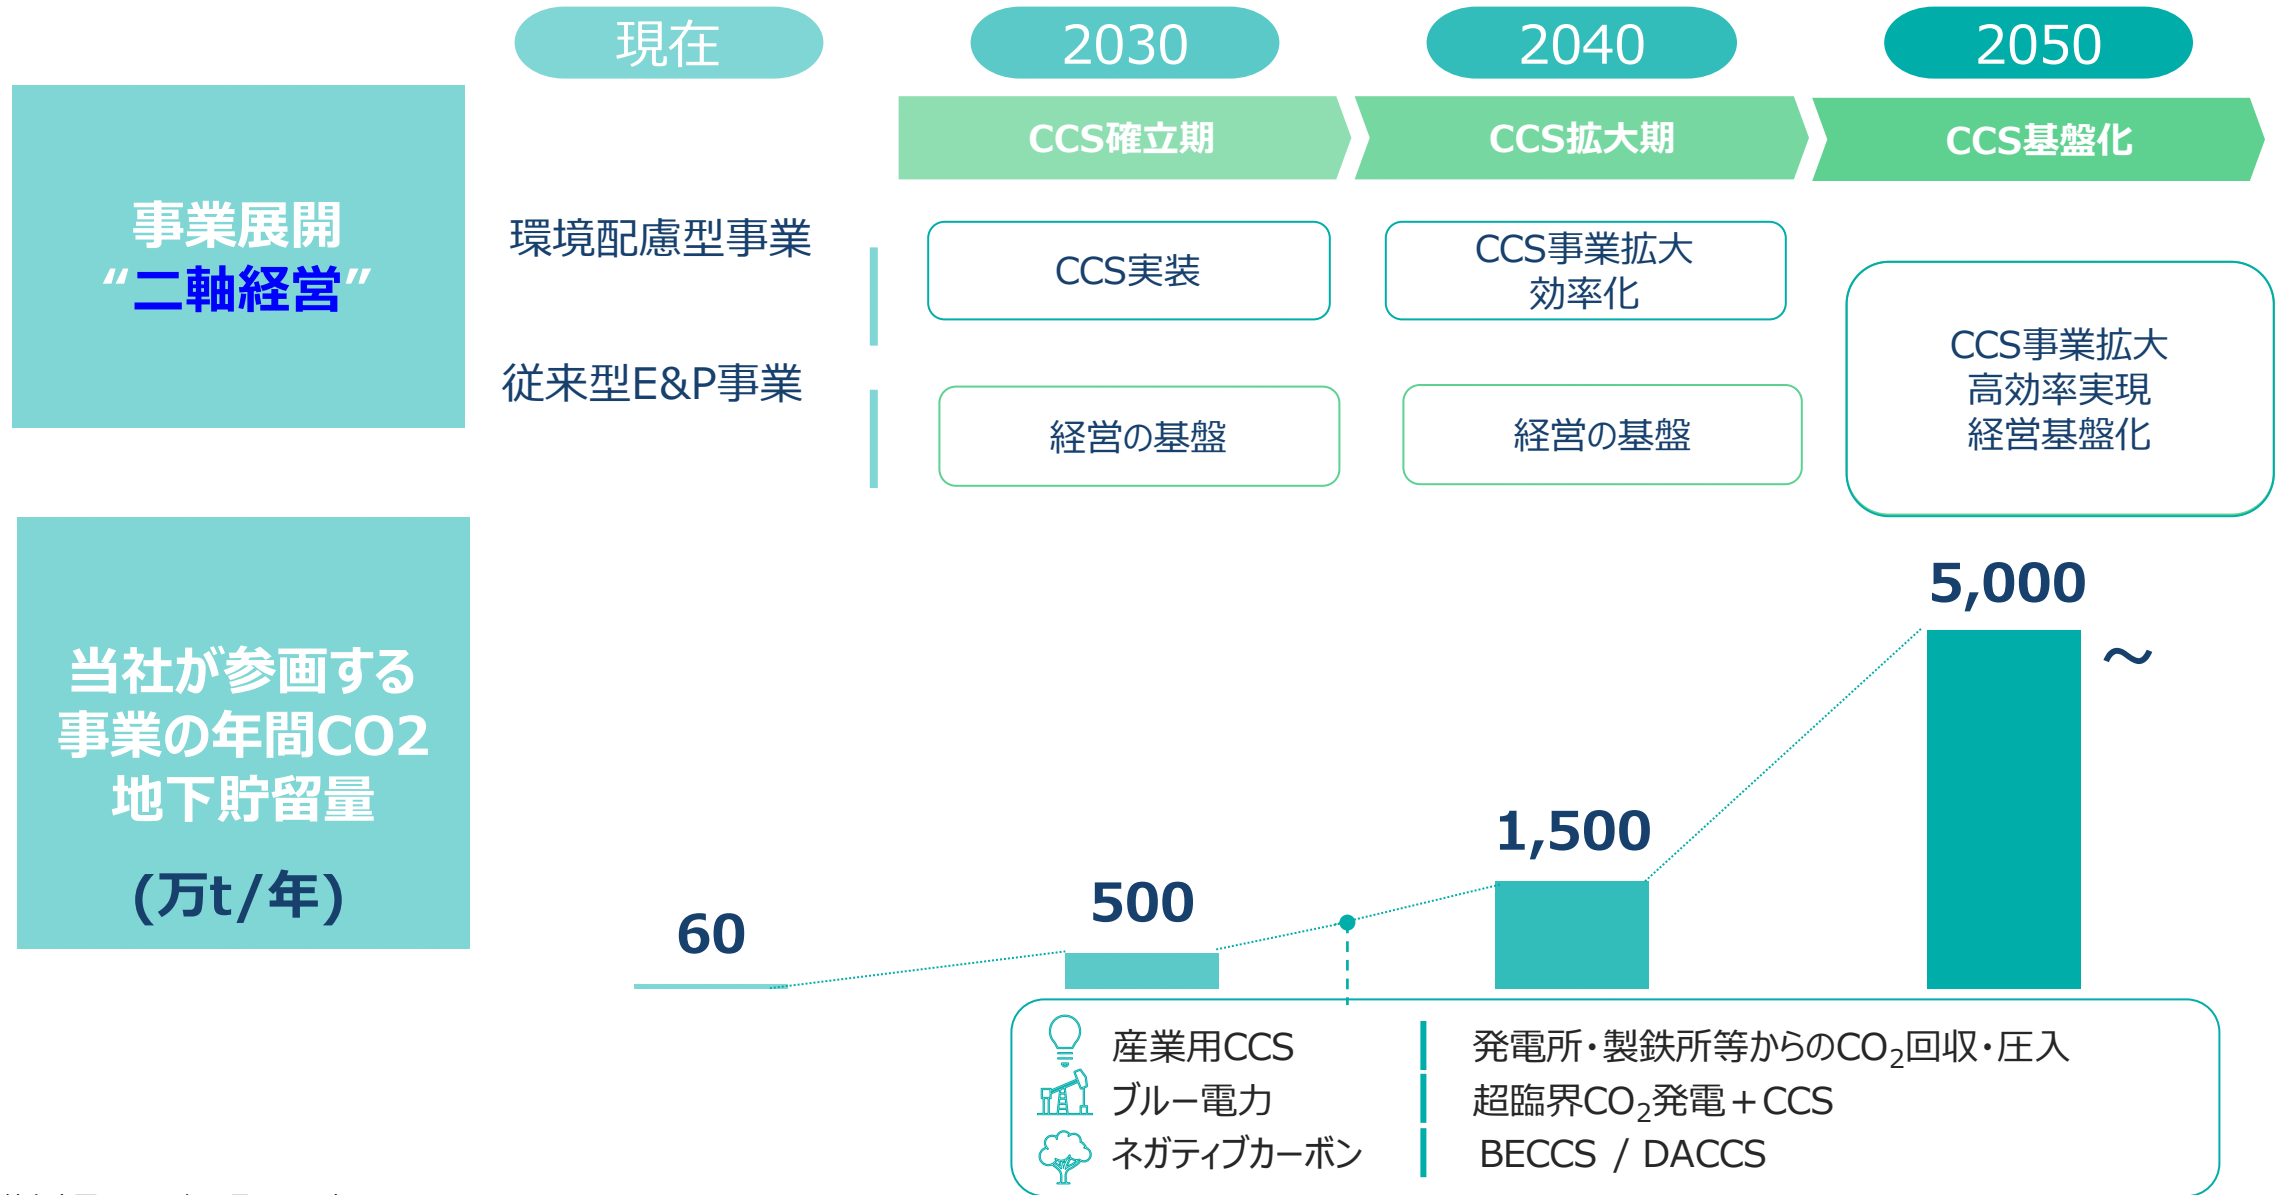 現在
2030
2040
2050
CCS確立期
CCS拡大期
CCS基盤化
事業展開
“二軸経営”
環境配慮型事業
CCS実装
CCS事業拡大
効率化
従来型E&P事業
経営の基盤
経営の基盤
CCS事業拡大
高効率実現
経営基盤化
当社が参画する
事業の年間CO2
地下貯留量
(万t/年)
60
500
1,500
5,000
～
産業用CCS
発電所・製鉄所等からのCO₂回収・圧入
ブルー電力
超臨界CO₂発電＋CCS
ネガティブカーボン
BECCS / DACCS